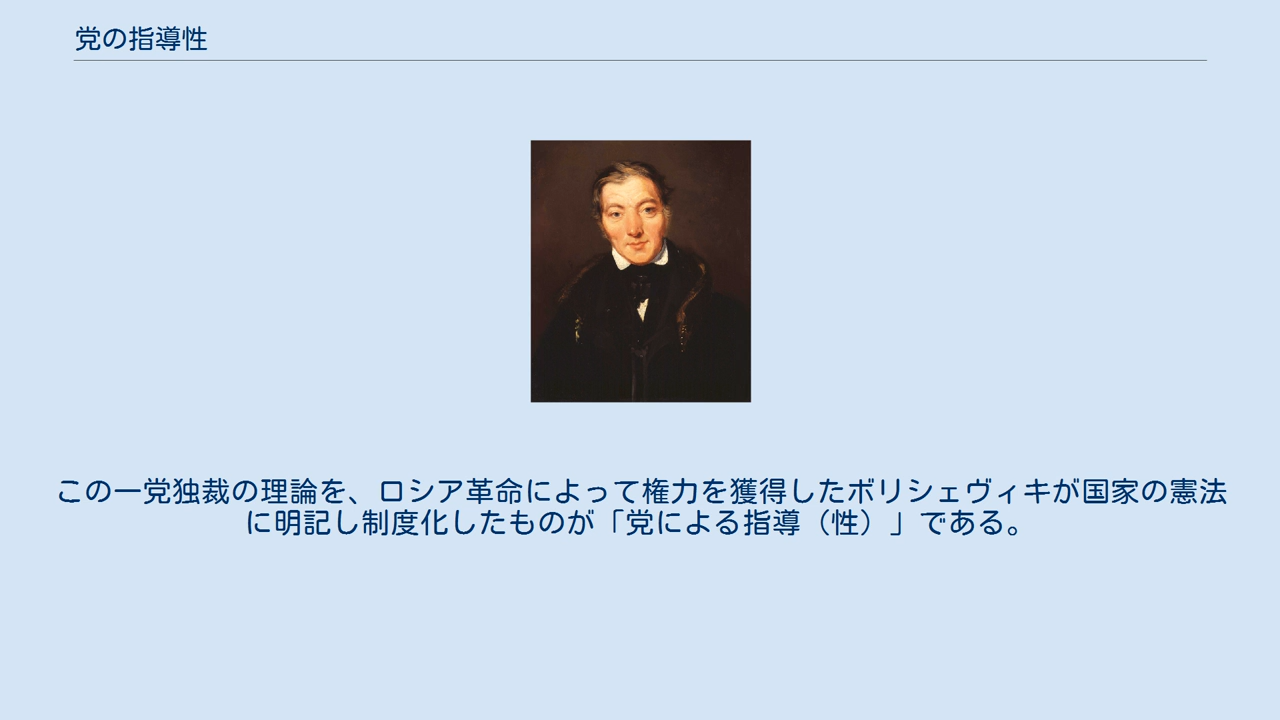 党の指導性
この一党独裁の理論を、ロシア革命によって権力を獲得したボリシェヴィキが国家の憲法
に明記し制度化したものが「党による指導（性）」である。